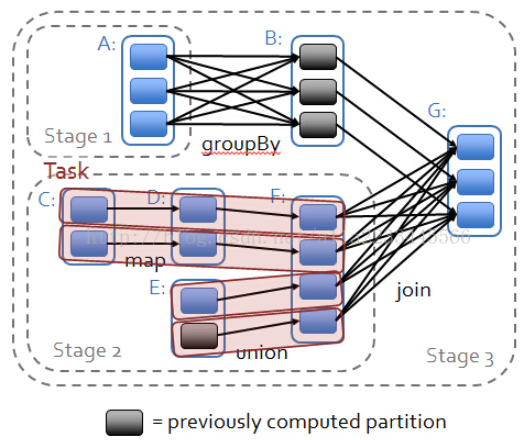 A:
B:
G:
Stage 1
groupBy
Task
C:
D:
F:
map
E:
join
Stage 2
union
Stage 3
= previously computed partition